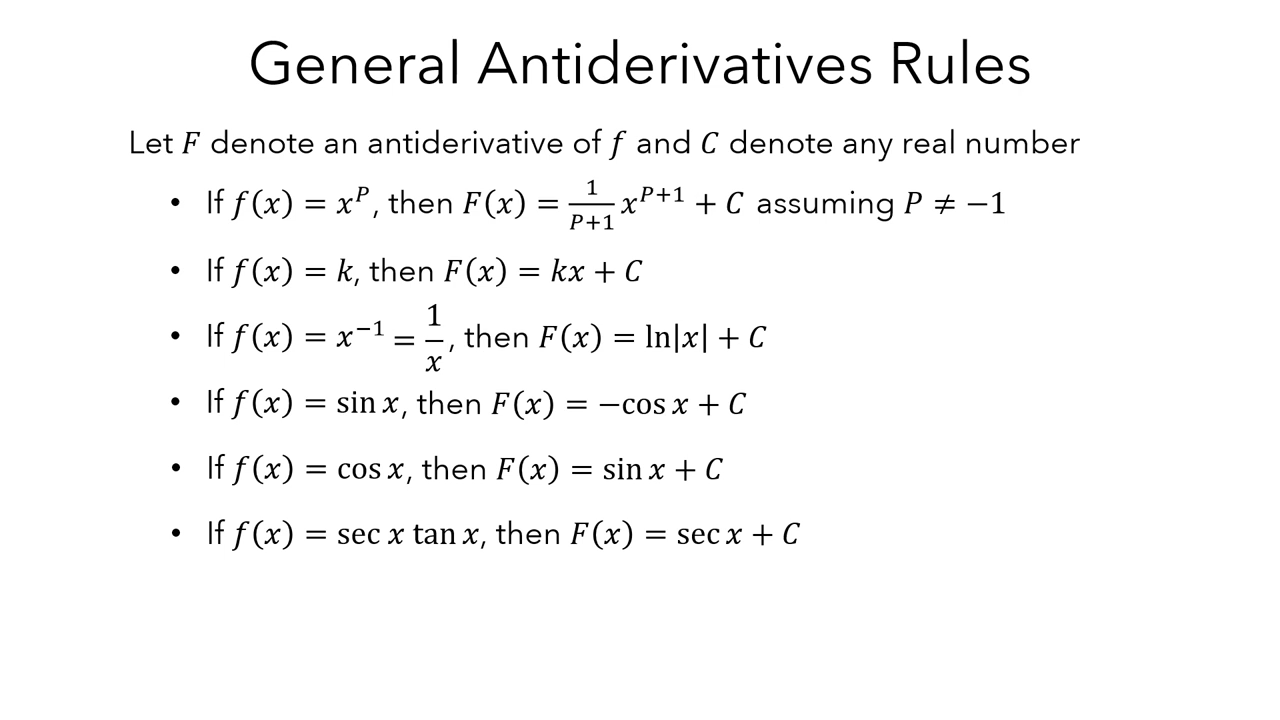 General Antiderivatives Rules
Let F denote an antiderivative of f and C denote any real number
• If f(x) = x^P, then F(x) = \frac{1}{P+1} x^{P+1} + C assuming P ≠ −1
• If f(x) = k, then F(x) = kx + C
• If f(x) = x^{−1} = \frac{1}{x}, then F(x) = ln|x| + C
• If f(x) = sin x, then F(x) = −cos x + C
• If f(x) = cos x, then F(x) = sin x + C
• If f(x) = sec x tan x, then F(x) = sec x + C